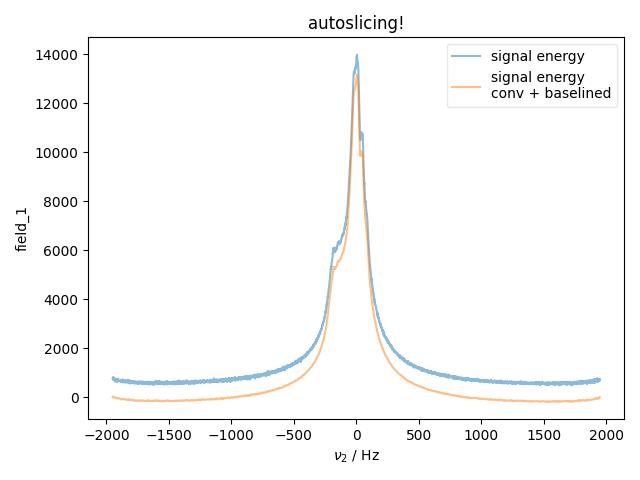 autoslicing!
signal energy
signal energy
conv + baselined
field_1
14000
12000
10000
8000
6000
4000
2000
0
−2000
−1500
−1000
−500
0
500
1000
1500
2000
ν₂ / Hz